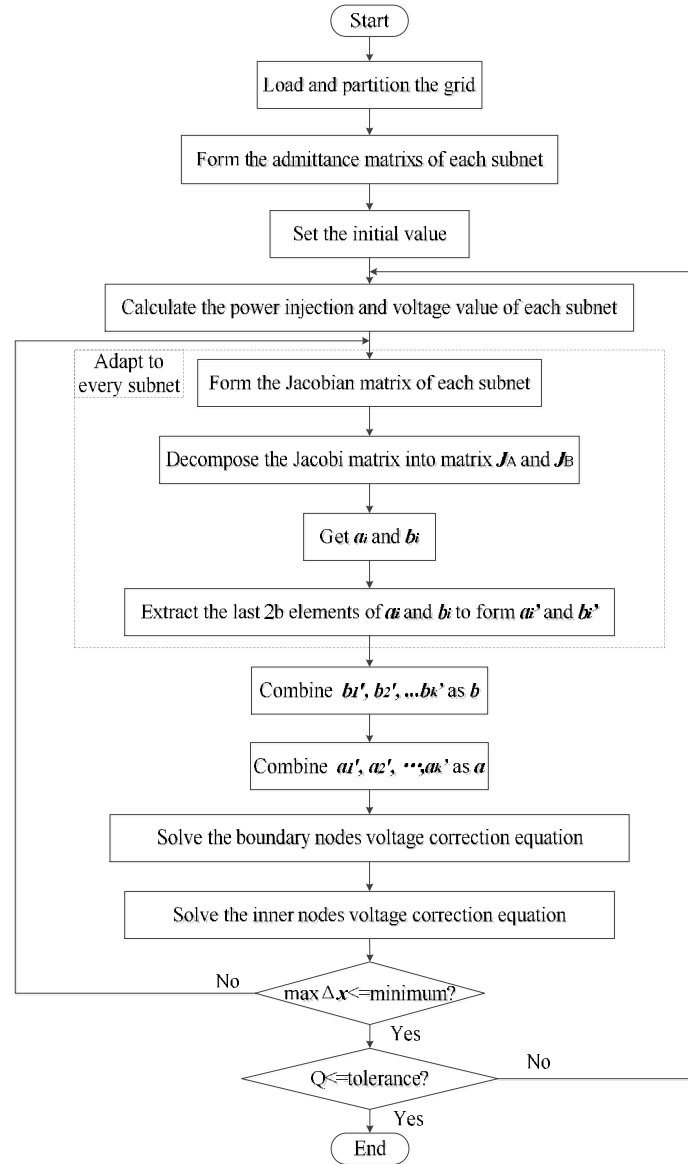 Start
Load and partition the grid
Form the admittance matrixs of each subnet
Set the initial value
Calculate the power injection and voltage value of each subnet
Adapt to
every subnet
Form the Jacobian matrix of each subnet
Decompose the Jacobi matrix into matrix JA and JB
Get ai and bi
Extract the last 2b elements of ai and bi to form ai’ and bi’
Combine b1', b2', ...bk’ as b
Combine a1', a2', ···,ak’ as a
Solve the boundary nodes voltage correction equation
Solve the inner nodes voltage correction equation
No
max Δx<=minimum?
Yes
Q<=tolerance?
No
Yes
End